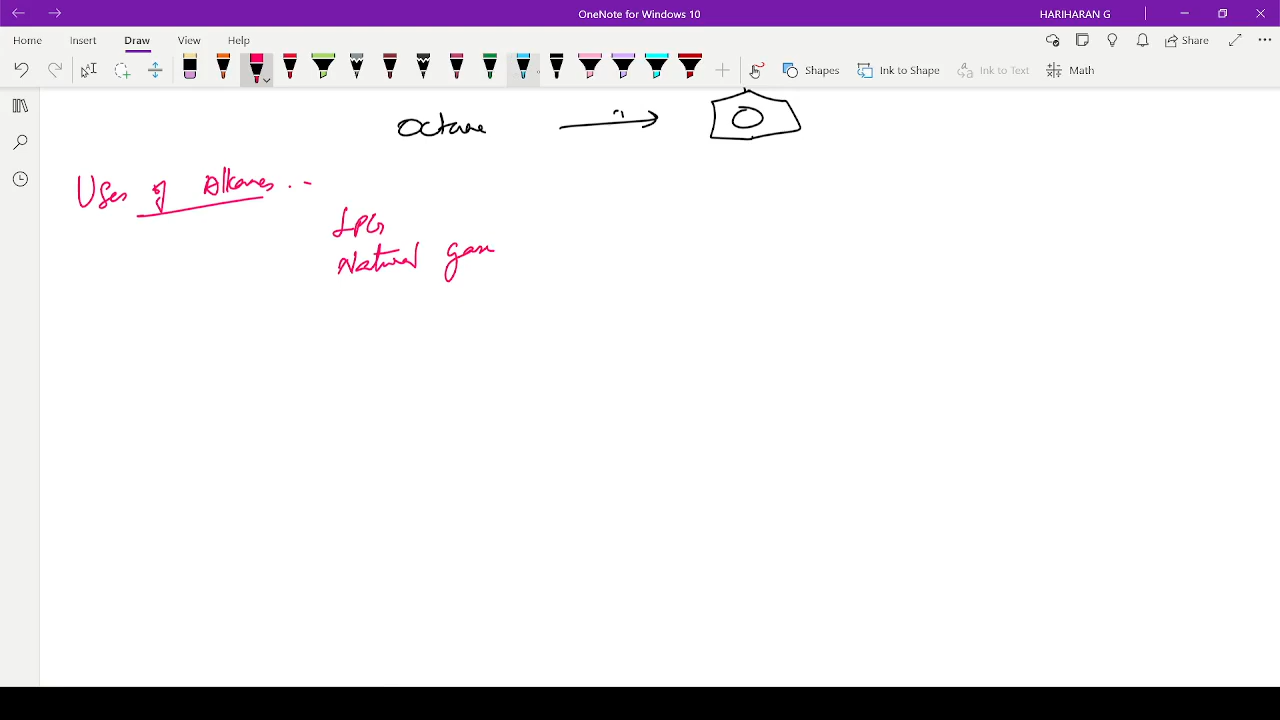 OneNote for Windows 10
HARIHARAN G
Home Insert Draw View Help
Share
Shapes Ink to Shape Ink to Text Math
Octane
Uses of Alkanes :-
LPG
Natural gas